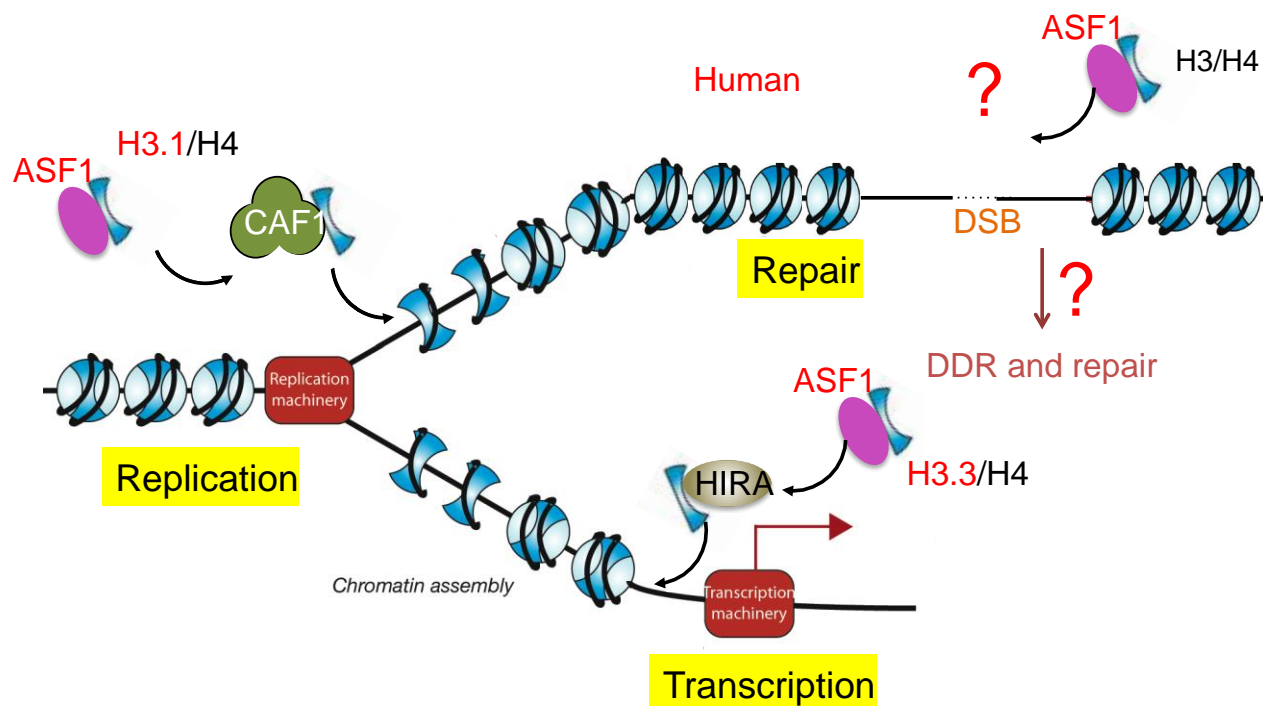 ASF1
H3/H4
?
Human
H3.1/H4
ASF1
CAF1
DSB
Repair
?
DDR and repair
Replication
machinery
ASF1
Replication
HIRA
H3.3/H4
Chromatin assembly
Transcription
machinery
Transcription